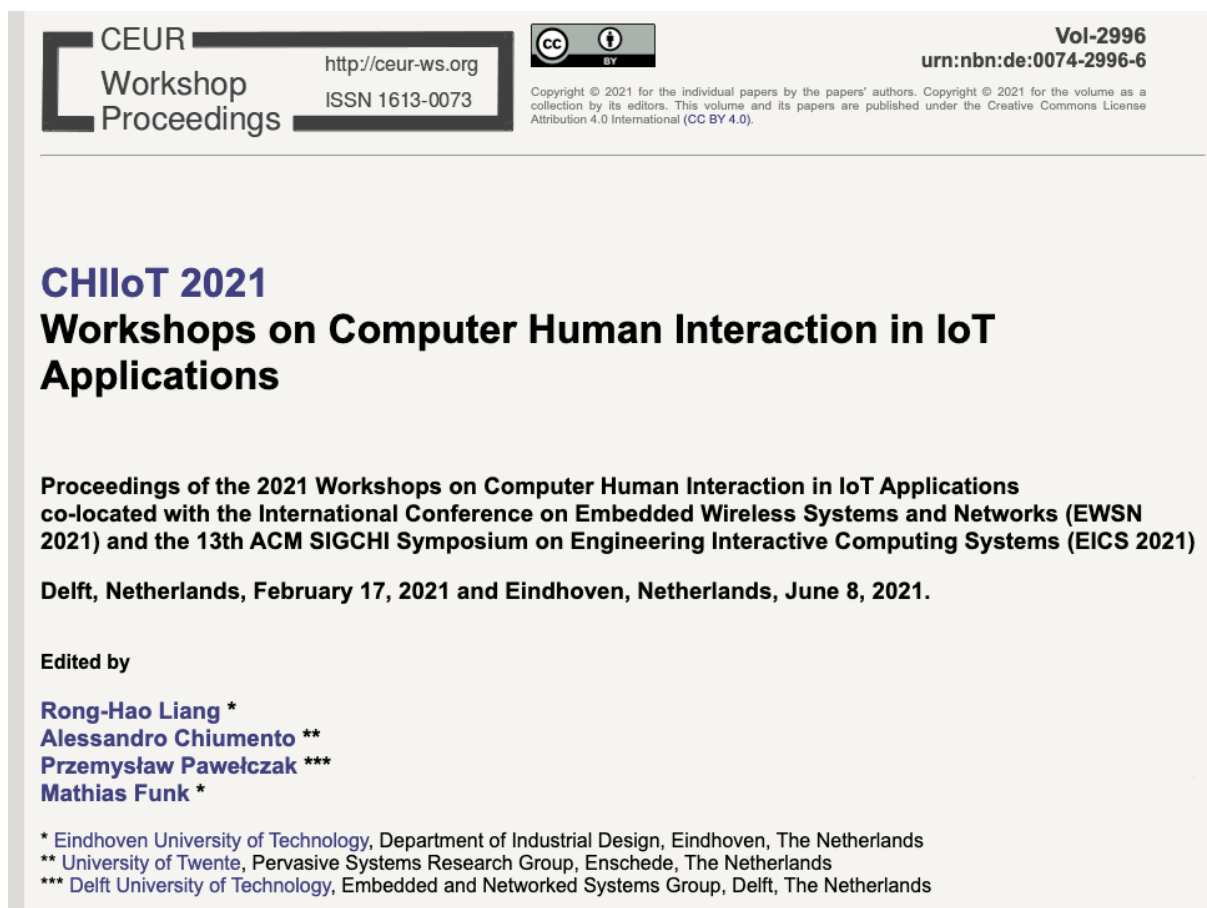 CEUR
Workshop
Proceedings
http://ceur-ws.org
ISSN 1613-0073
cc
BY
Vol-2996
urn:nbn:de:0074-2996-6
Copyright © 2021 for the individual papers by the papers' authors. Copyright © 2021 for the volume as a
collection by its editors. This volume and its papers are published under the Creative Commons License
Attribution 4.0 International (CC BY 4.0).
CHIIoT 2021
Workshops on Computer Human Interaction in IoT
Applications
Proceedings of the 2021 Workshops on Computer Human Interaction in IoT Applications
co-located with the International Conference on Embedded Wireless Systems and Networks (EWSN
2021) and the 13th ACM SIGCHI Symposium on Engineering Interactive Computing Systems (EICS 2021)
Delft, Netherlands, February 17, 2021 and Eindhoven, Netherlands, June 8, 2021.
Edited by
Rong-Hao Liang *
Alessandro Chiumento **
Przemysław Pawełczak ***
Mathias Funk *
* Eindhoven University of Technology, Department of Industrial Design, Eindhoven, The Netherlands
** University of Twente, Pervasive Systems Research Group, Enschede, The Netherlands
*** Delft University of Technology, Embedded and Networked Systems Group, Delft, The Netherlands